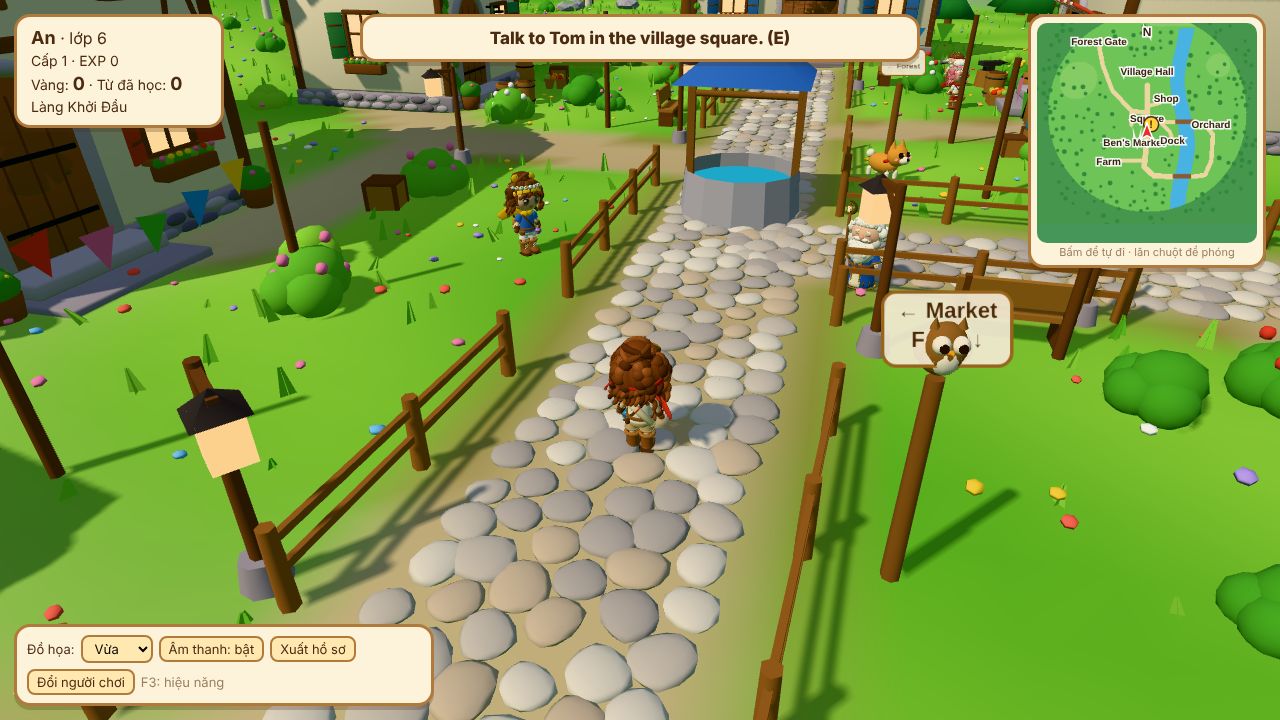 An · lớp 6
Cấp 1 · EXP 0
Vàng: 0 · Từ đã học: 0
Làng Khởi Đầu
Talk to Tom in the village square. (E)
Forest
N
Forest Gate
Village Hall
Shop
Square
Orchard
Ben's Market
Dock
Farm
Bấm để tự đi · lăn chuột để phóng
← Market
↓
Đồ họa: Vừa Âm thanh: bật Xuất hồ sơ
Đổi người chơi F3: hiệu năng